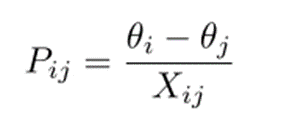 P_{ij} = \frac{\theta_i - \theta_j}{X_{ij}}